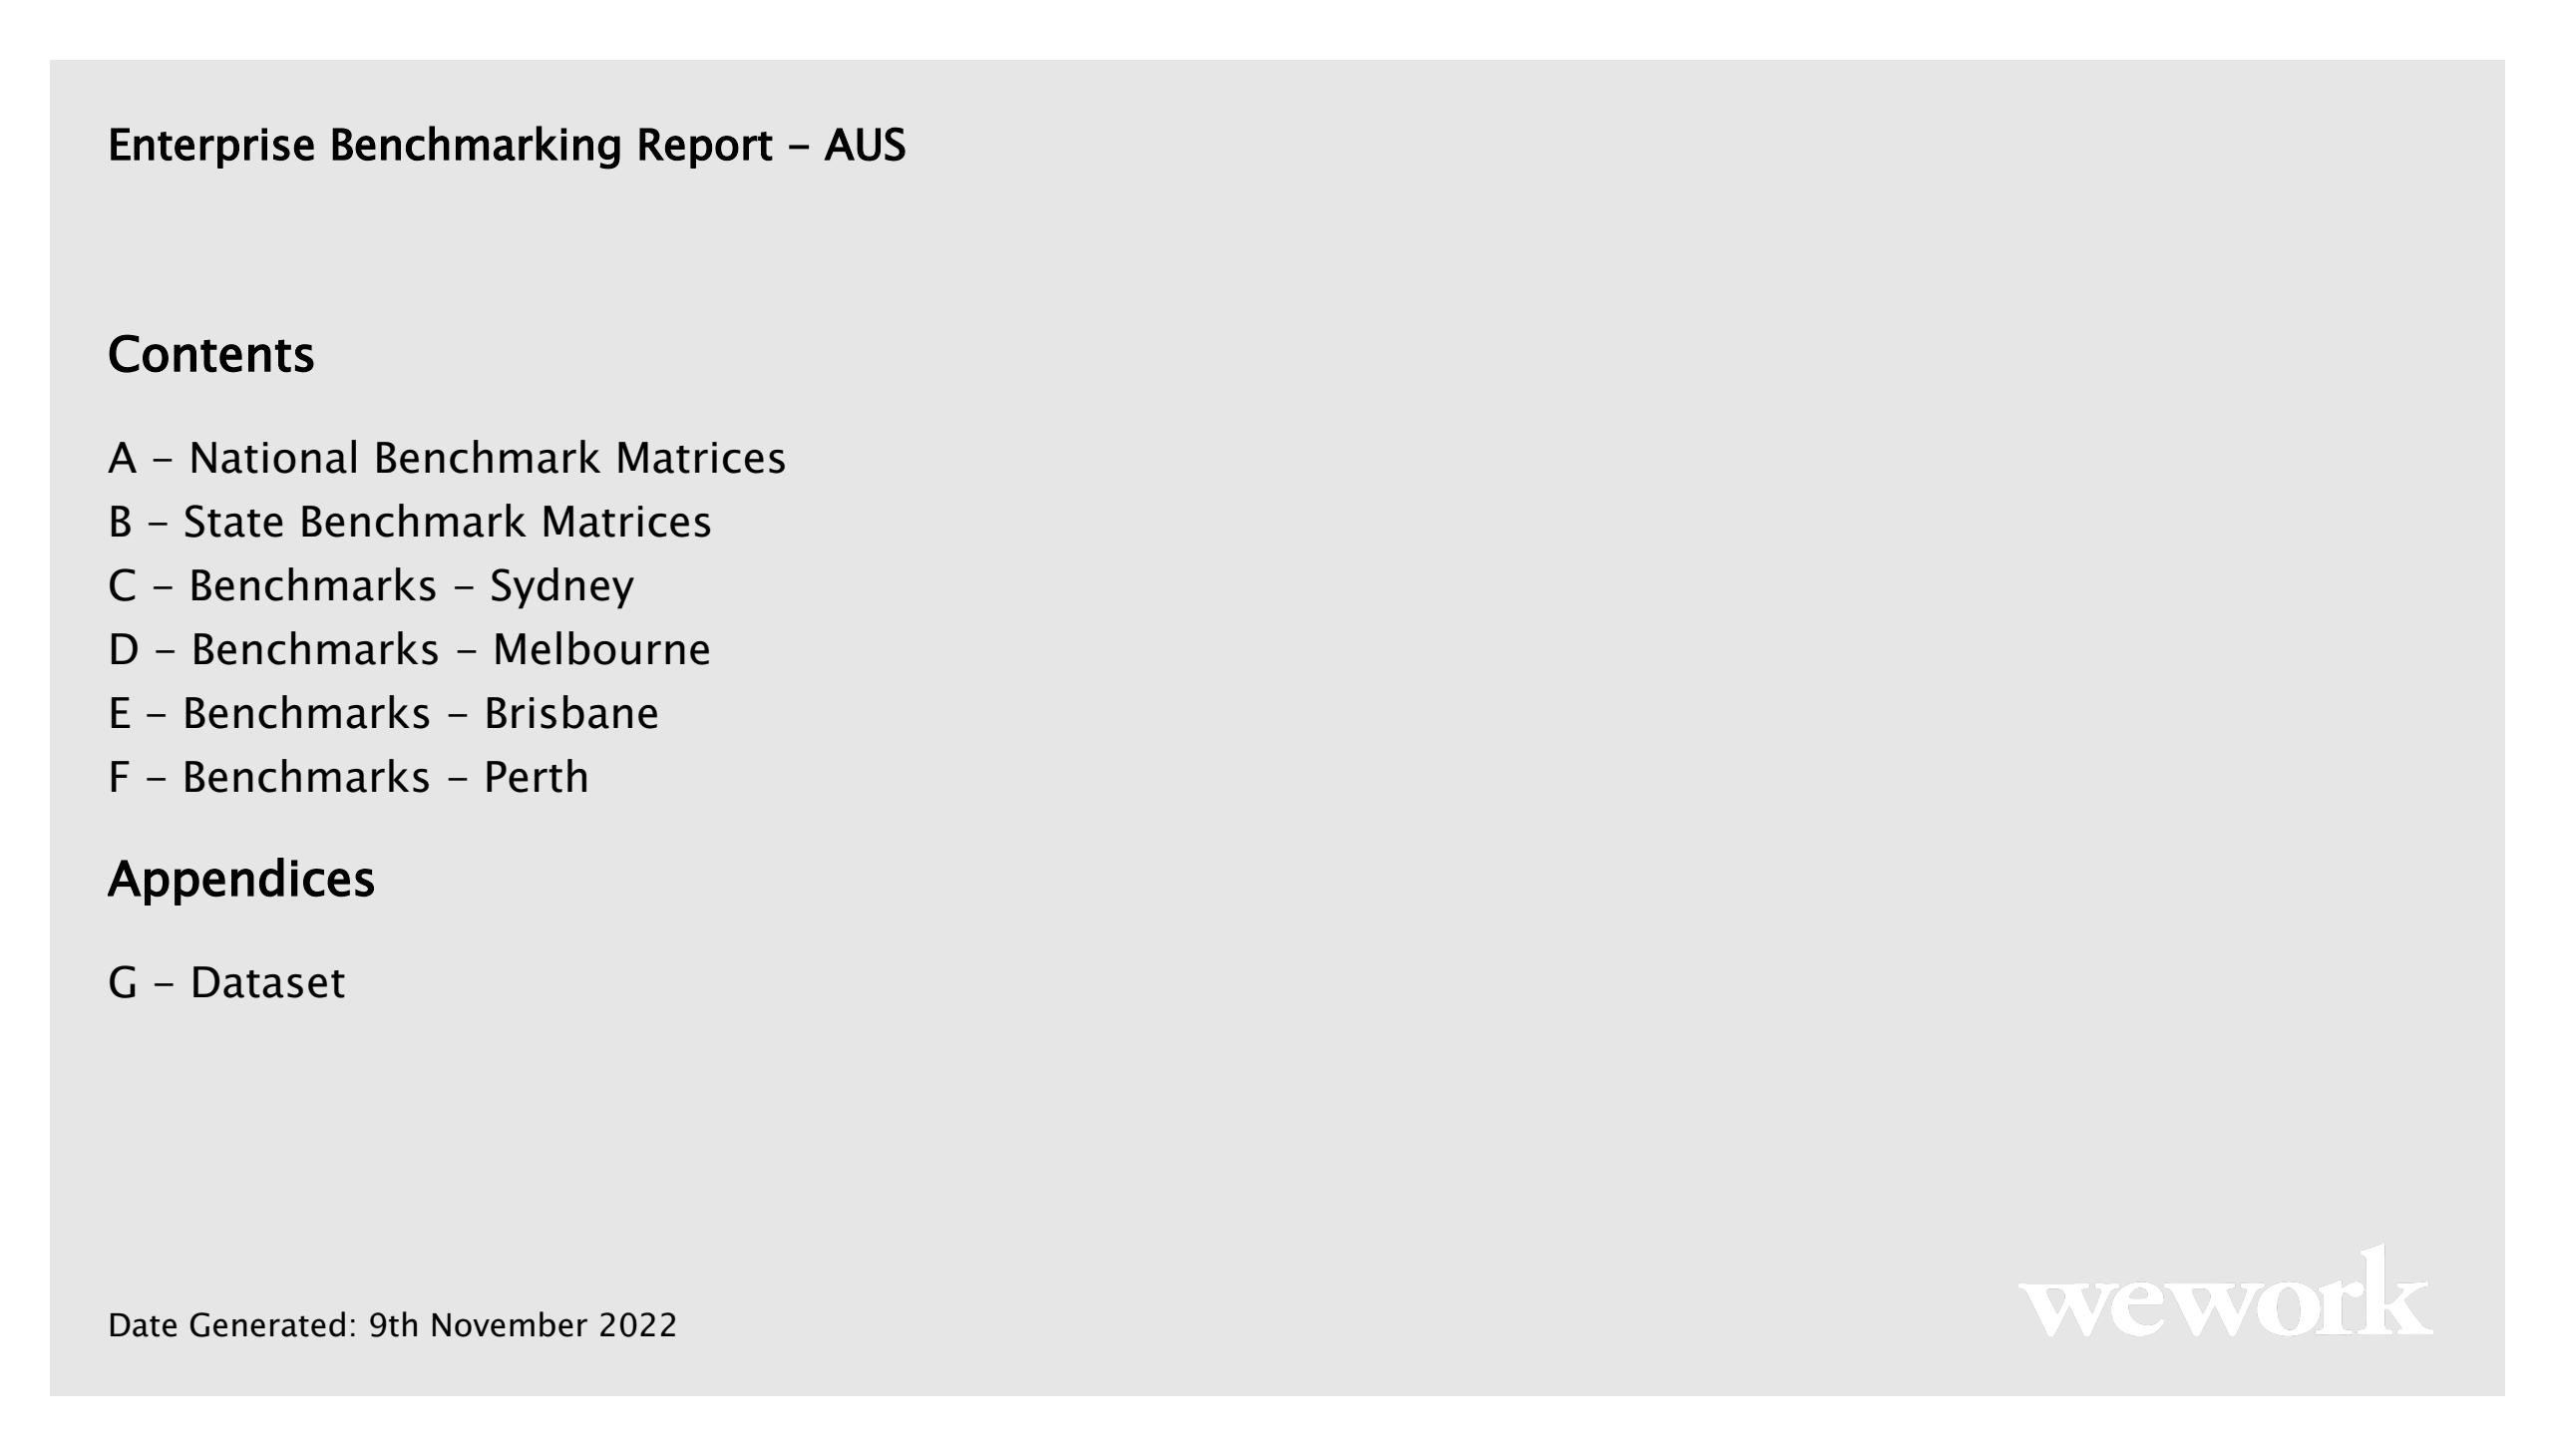 Enterprise Benchmarking Report – AUS
Contents
A – National Benchmark Matrices
B – State Benchmark Matrices
C – Benchmarks – Sydney
D – Benchmarks – Melbourne
E – Benchmarks – Brisbane
F – Benchmarks – Perth
Appendices
G – Dataset
Date Generated: 9th November 2022
wework